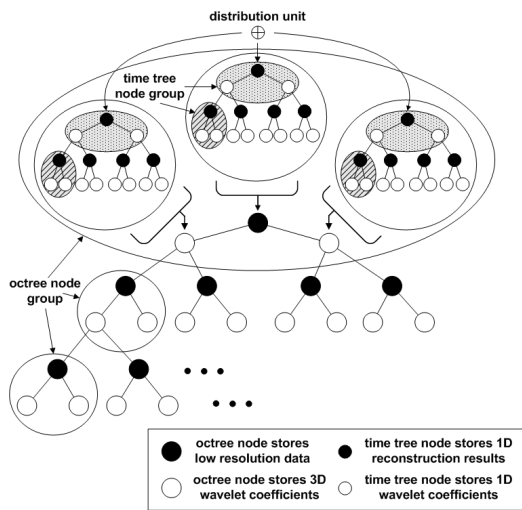 distribution unit
time tree
node group
octree node
group
octree node stores
low resolution data
time tree node stores 1D
reconstruction results
octree node stores 3D
wavelet coefficients
time tree node stores 1D
wavelet coefficients